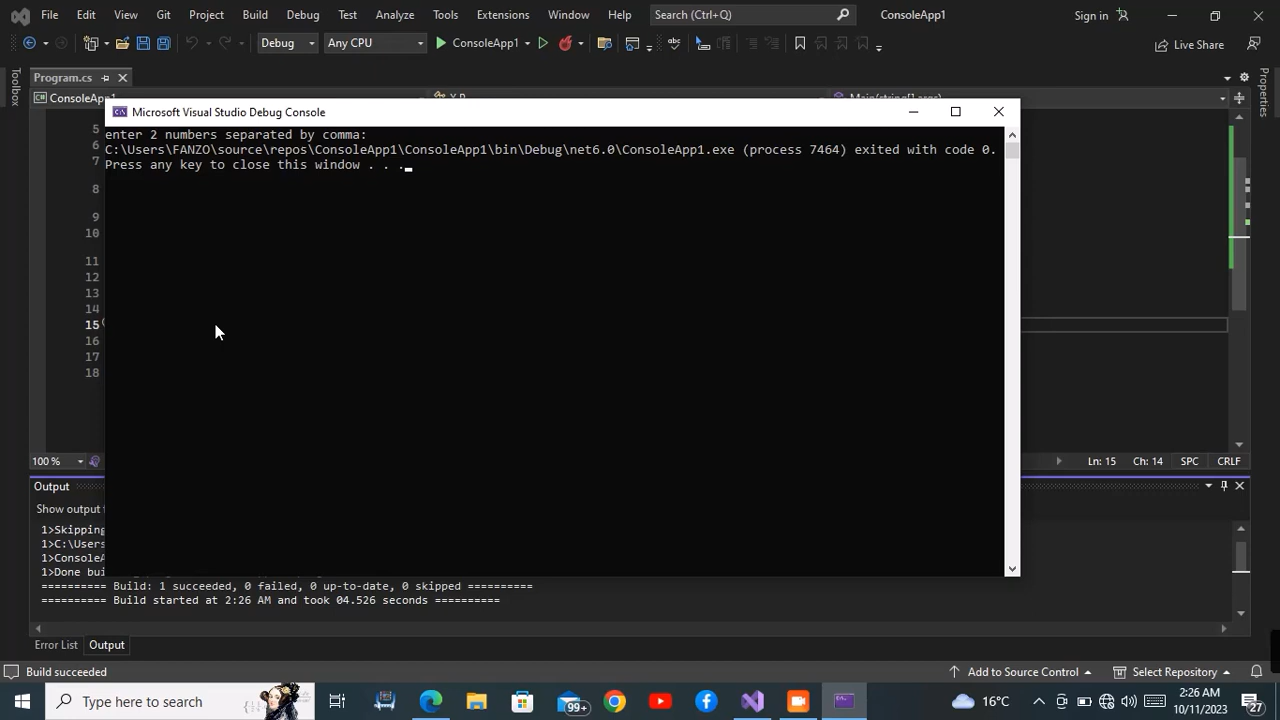 File Edit View Git Project Build Debug Test Analyze Tools Extensions Window Help Search (Ctrl+Q) ConsoleApp1 Sign in
Debug Any CPU ConsoleApp1 Live Share
Toolbox
Program.cs
Properties
ConsoleApp1
Main(string[] args)
Microsoft Visual Studio Debug Console
enter 2 numbers separated by comma:
C:\Users\FANZO\source\repos\ConsoleApp1\ConsoleApp1\bin\Debug\net6.0\ConsoleApp1.exe (process 7464) exited with code 0.
Press any key to close this window . . .
5
6
7
8
9
10
11
12
13
14
15
16
17
18
100 % Ln: 15 Ch: 14 SPC CRLF
Output
Show output
1>Skipping
1>C:\Users
1>ConsoleA
1>Done bui
========== Build: 1 succeeded, 0 failed, 0 up-to-date, 0 skipped ==========
========== Build started at 2:26 AM and took 04.526 seconds ==========
Error List Output
Build succeeded Add to Source Control Select Repository
Type here to search 99+ 16°C 2:26 AM
10/11/2023 27